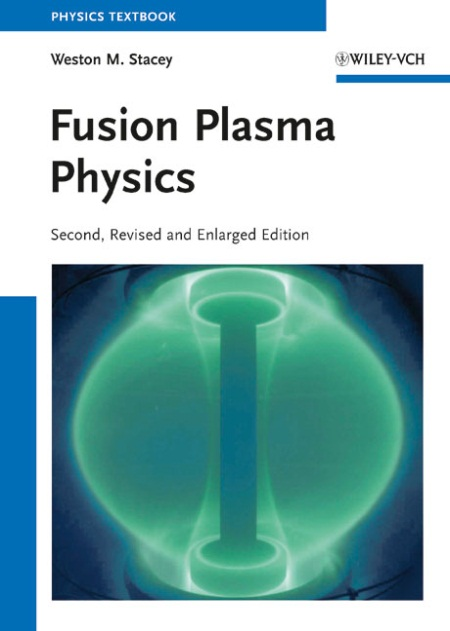 PHYSICS TEXTBOOK
Weston M. Stacey
WILEY-VCH
Fusion Plasma
Physics
Second, Revised and Enlarged Edition